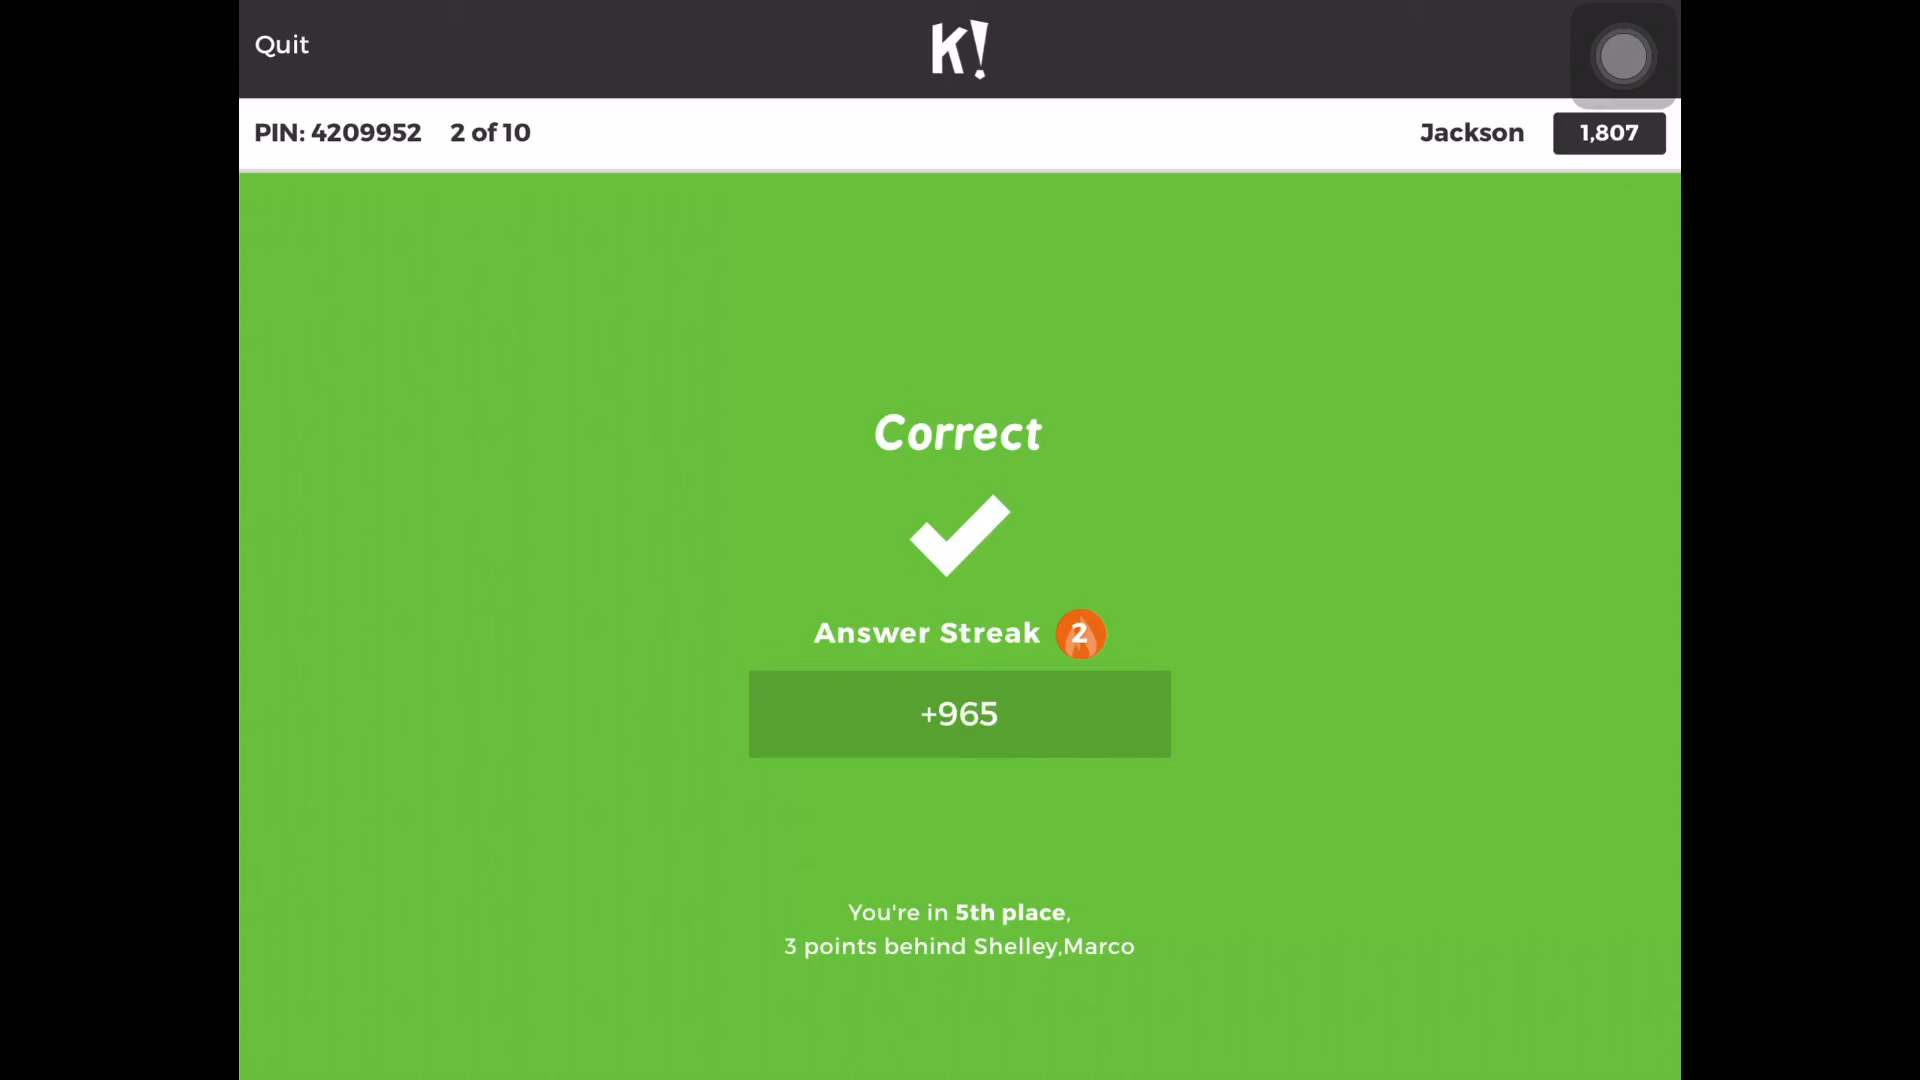 Quit
K!
PIN: 4209952 2 of 10
Jackson 1,807
Correct
Answer Streak 2
+965
You're in 5th place,
3 points behind Shelley,Marco